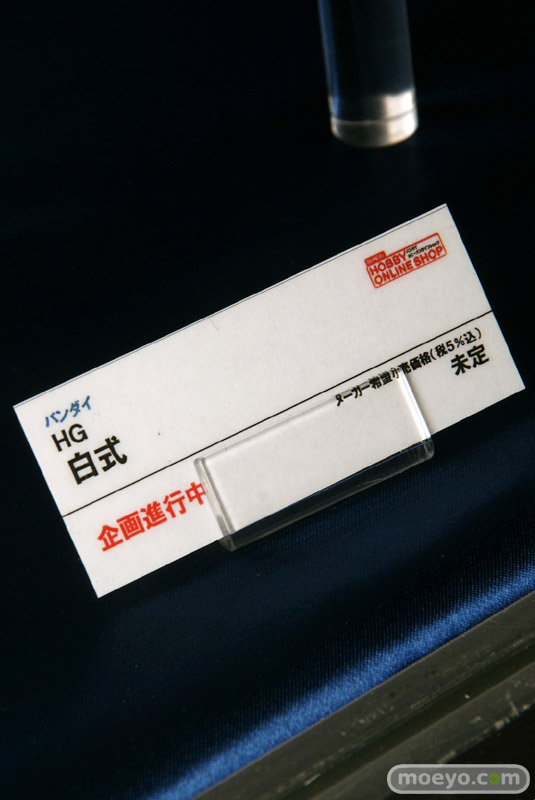 HOBBY
ONLINE SHOP
バンダイ
HG
白式
メーカー希望小売価格(税5%込)
未定
企画進行中
moeyo.com